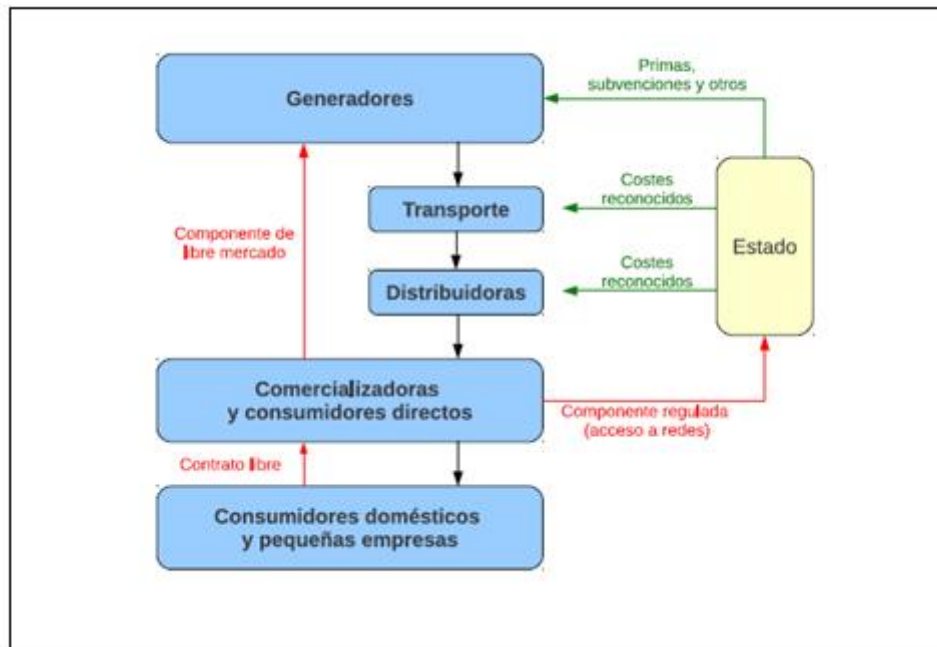 Primas,
subvenciones y otros
Generadores
Costes
reconocidos
Transporte
Componente de
libre mercado
Estado
Costes
reconocidos
Distribuidoras
Comercializadoras
y consumidores directos
Componente regulada
(acceso a redes)
Contrato libre
Consumidores domésticos
y pequeñas empresas